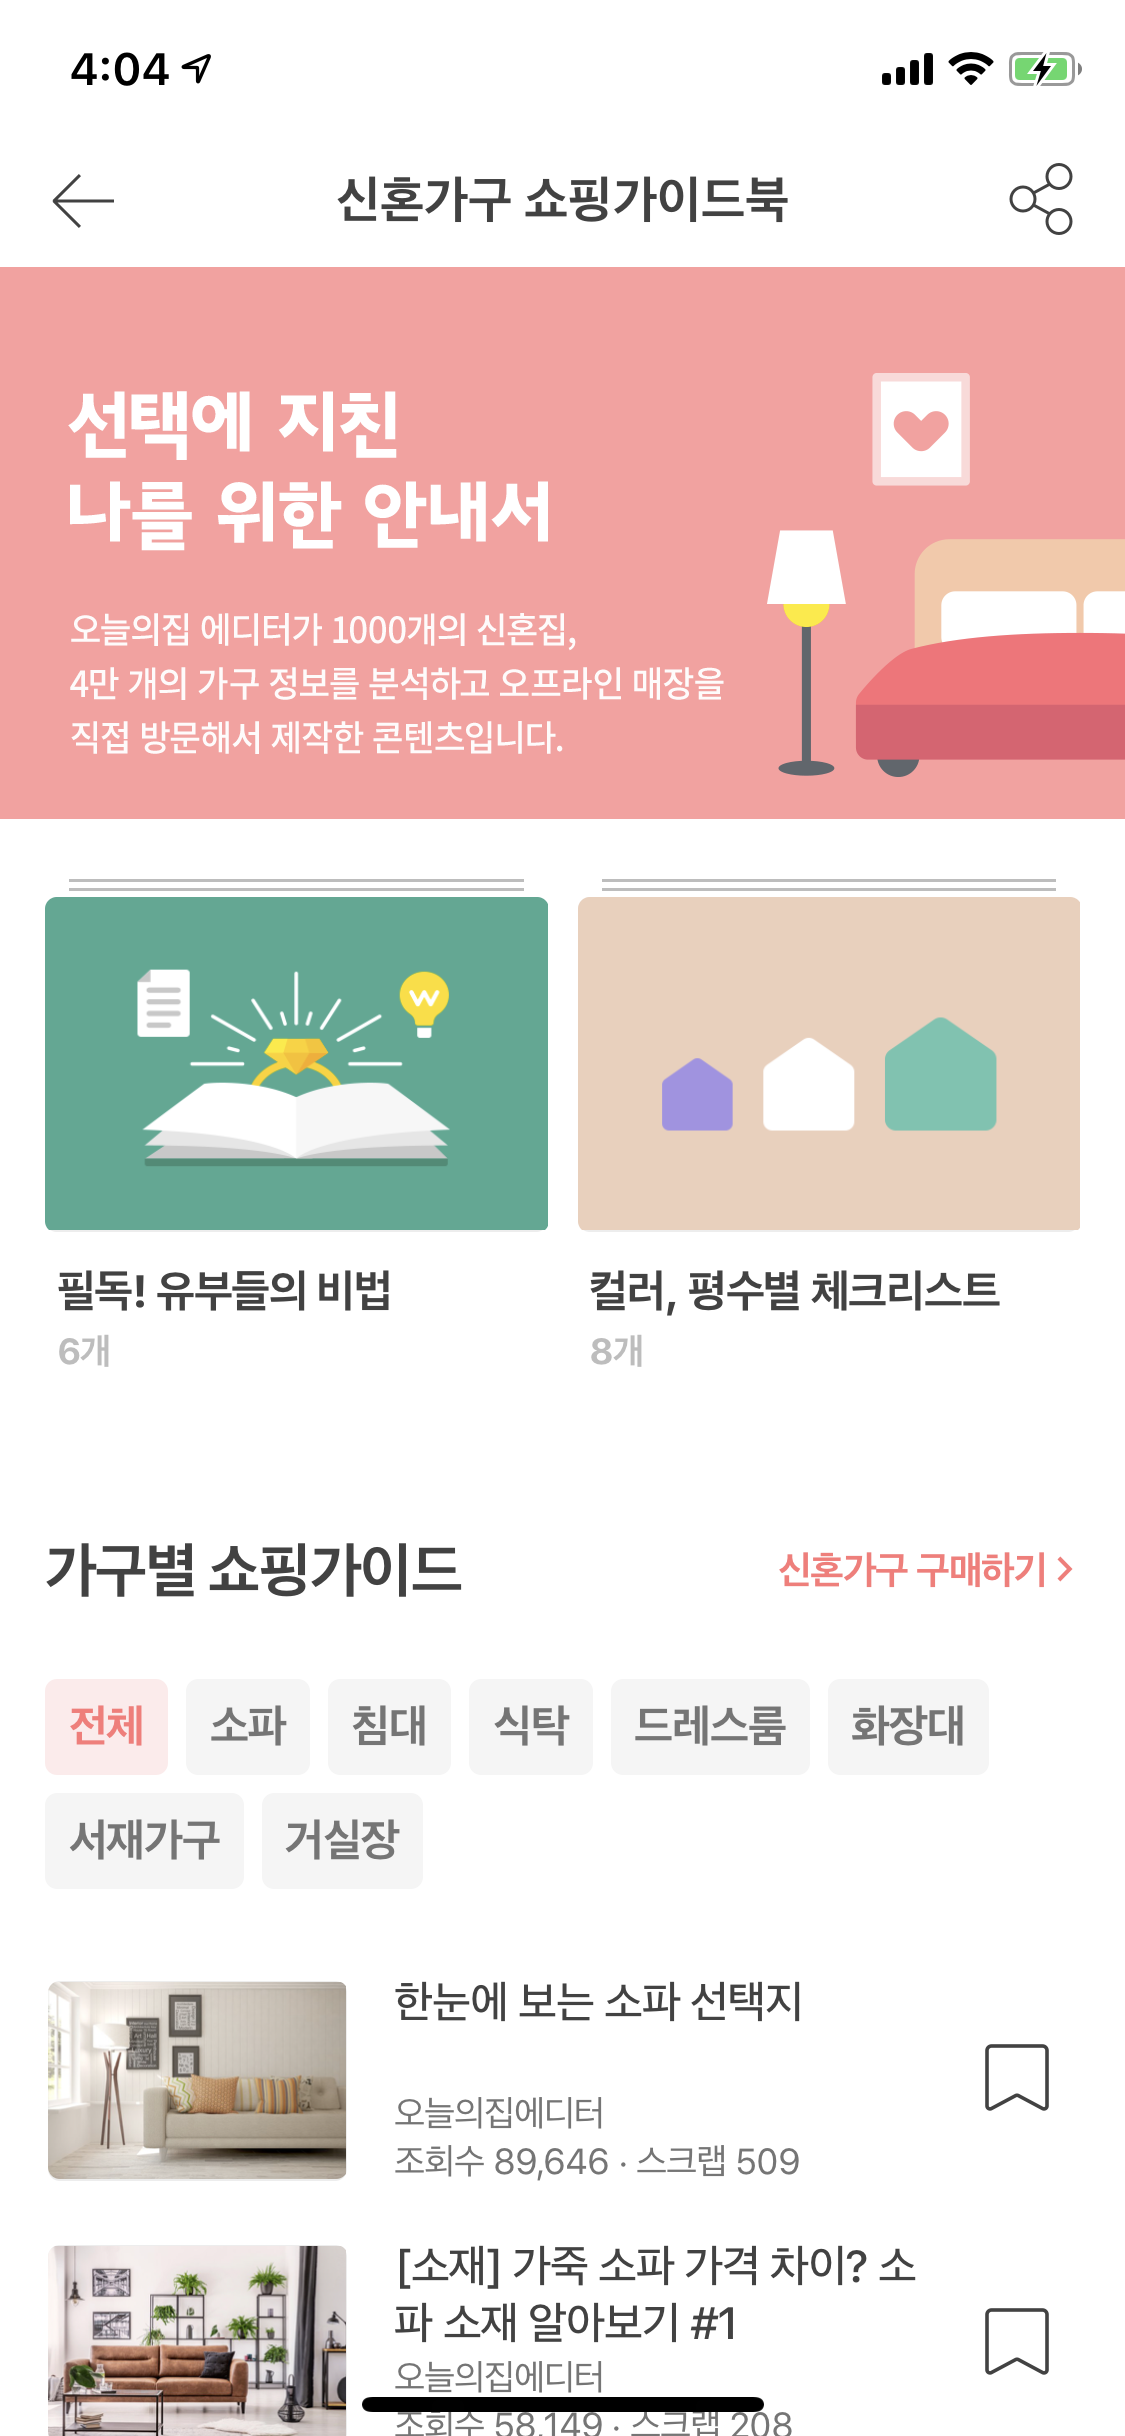 4:04
신혼가구 쇼핑가이드북
선택에 지친
나를 위한 안내서
오늘의집 에디터가 1000개의 신혼집,
4만 개의 가구 정보를 분석하고 오프라인 매장을
직접 방문해서 제작한 콘텐츠입니다.
필독! 유부들의 비법
6개
컬러, 평수별 체크리스트
8개
가구별 쇼핑가이드
신혼가구 구매하기 >
전체 소파 침대 식탁 드레스룸 화장대
서재가구 거실장
한눈에 보는 소파 선택지
오늘의집에디터
조회수 89,646 · 스크랩 509
[소재] 가죽 소파 가격 차이? 소
파 소재 알아보기 #1
오늘의집에디터
조회수 58,149 · 스크랩 208